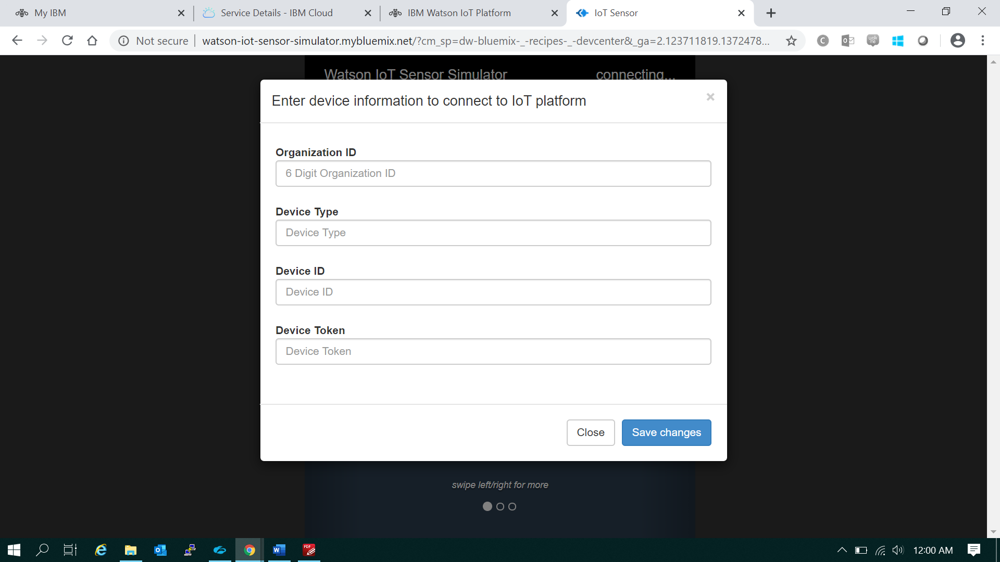 My IBM
Service Details - IBM Cloud
IBM Watson IoT Platform
IoT Sensor
Not secure
watson-iot-sensor-simulator.mybluemix.net/?cm_sp=dw-bluemix-_-recipes-_-devcenter&_ga=2.123711819.1372478...
Watson IoT Sensor Simulator
connecting...
Enter device information to connect to IoT platform
Organization ID
6 Digit Organization ID
Device Type
Device Type
Device ID
Device ID
Device Token
Device Token
Close
Save changes
swipe left/right for more
12:00 AM